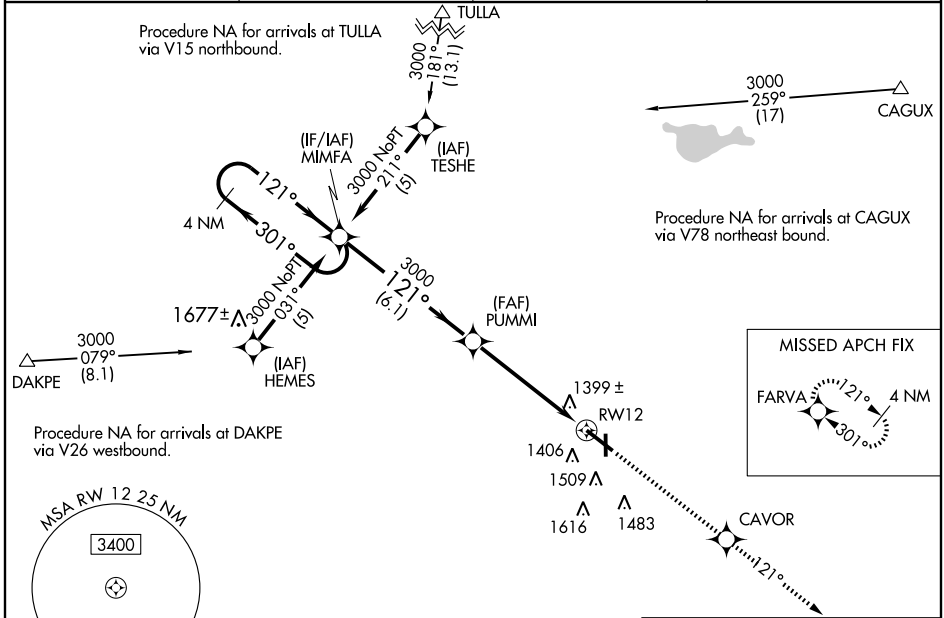 TULLA
Procedure NA for arrivals at TULLA
via V15 northbound.
3000
181°
(13.1)
3000
259°
(17)
CAGUX
(IF/IAF)
MIMFA
(IAF)
TESHE
3000 NoPT
211°
(5)
121°
4 NM
301°
Procedure NA for arrivals at CAGUX
via V78 northeast bound.
3000 NoPT
031°
(5)
3000
121°
(6.1)
(FAF)
PUMMI
1677±
3000
079°
(8.1)
DAKPE
(IAF)
HEMES
MISSED APCH FIX
FARVA
121°
4 NM
301°
1399 ±
RW12
Procedure NA for arrivals at DAKPE
via V26 westbound.
1406
1509
1616
1483
MSA RW 12 25 NM
3400
CAVOR
121°